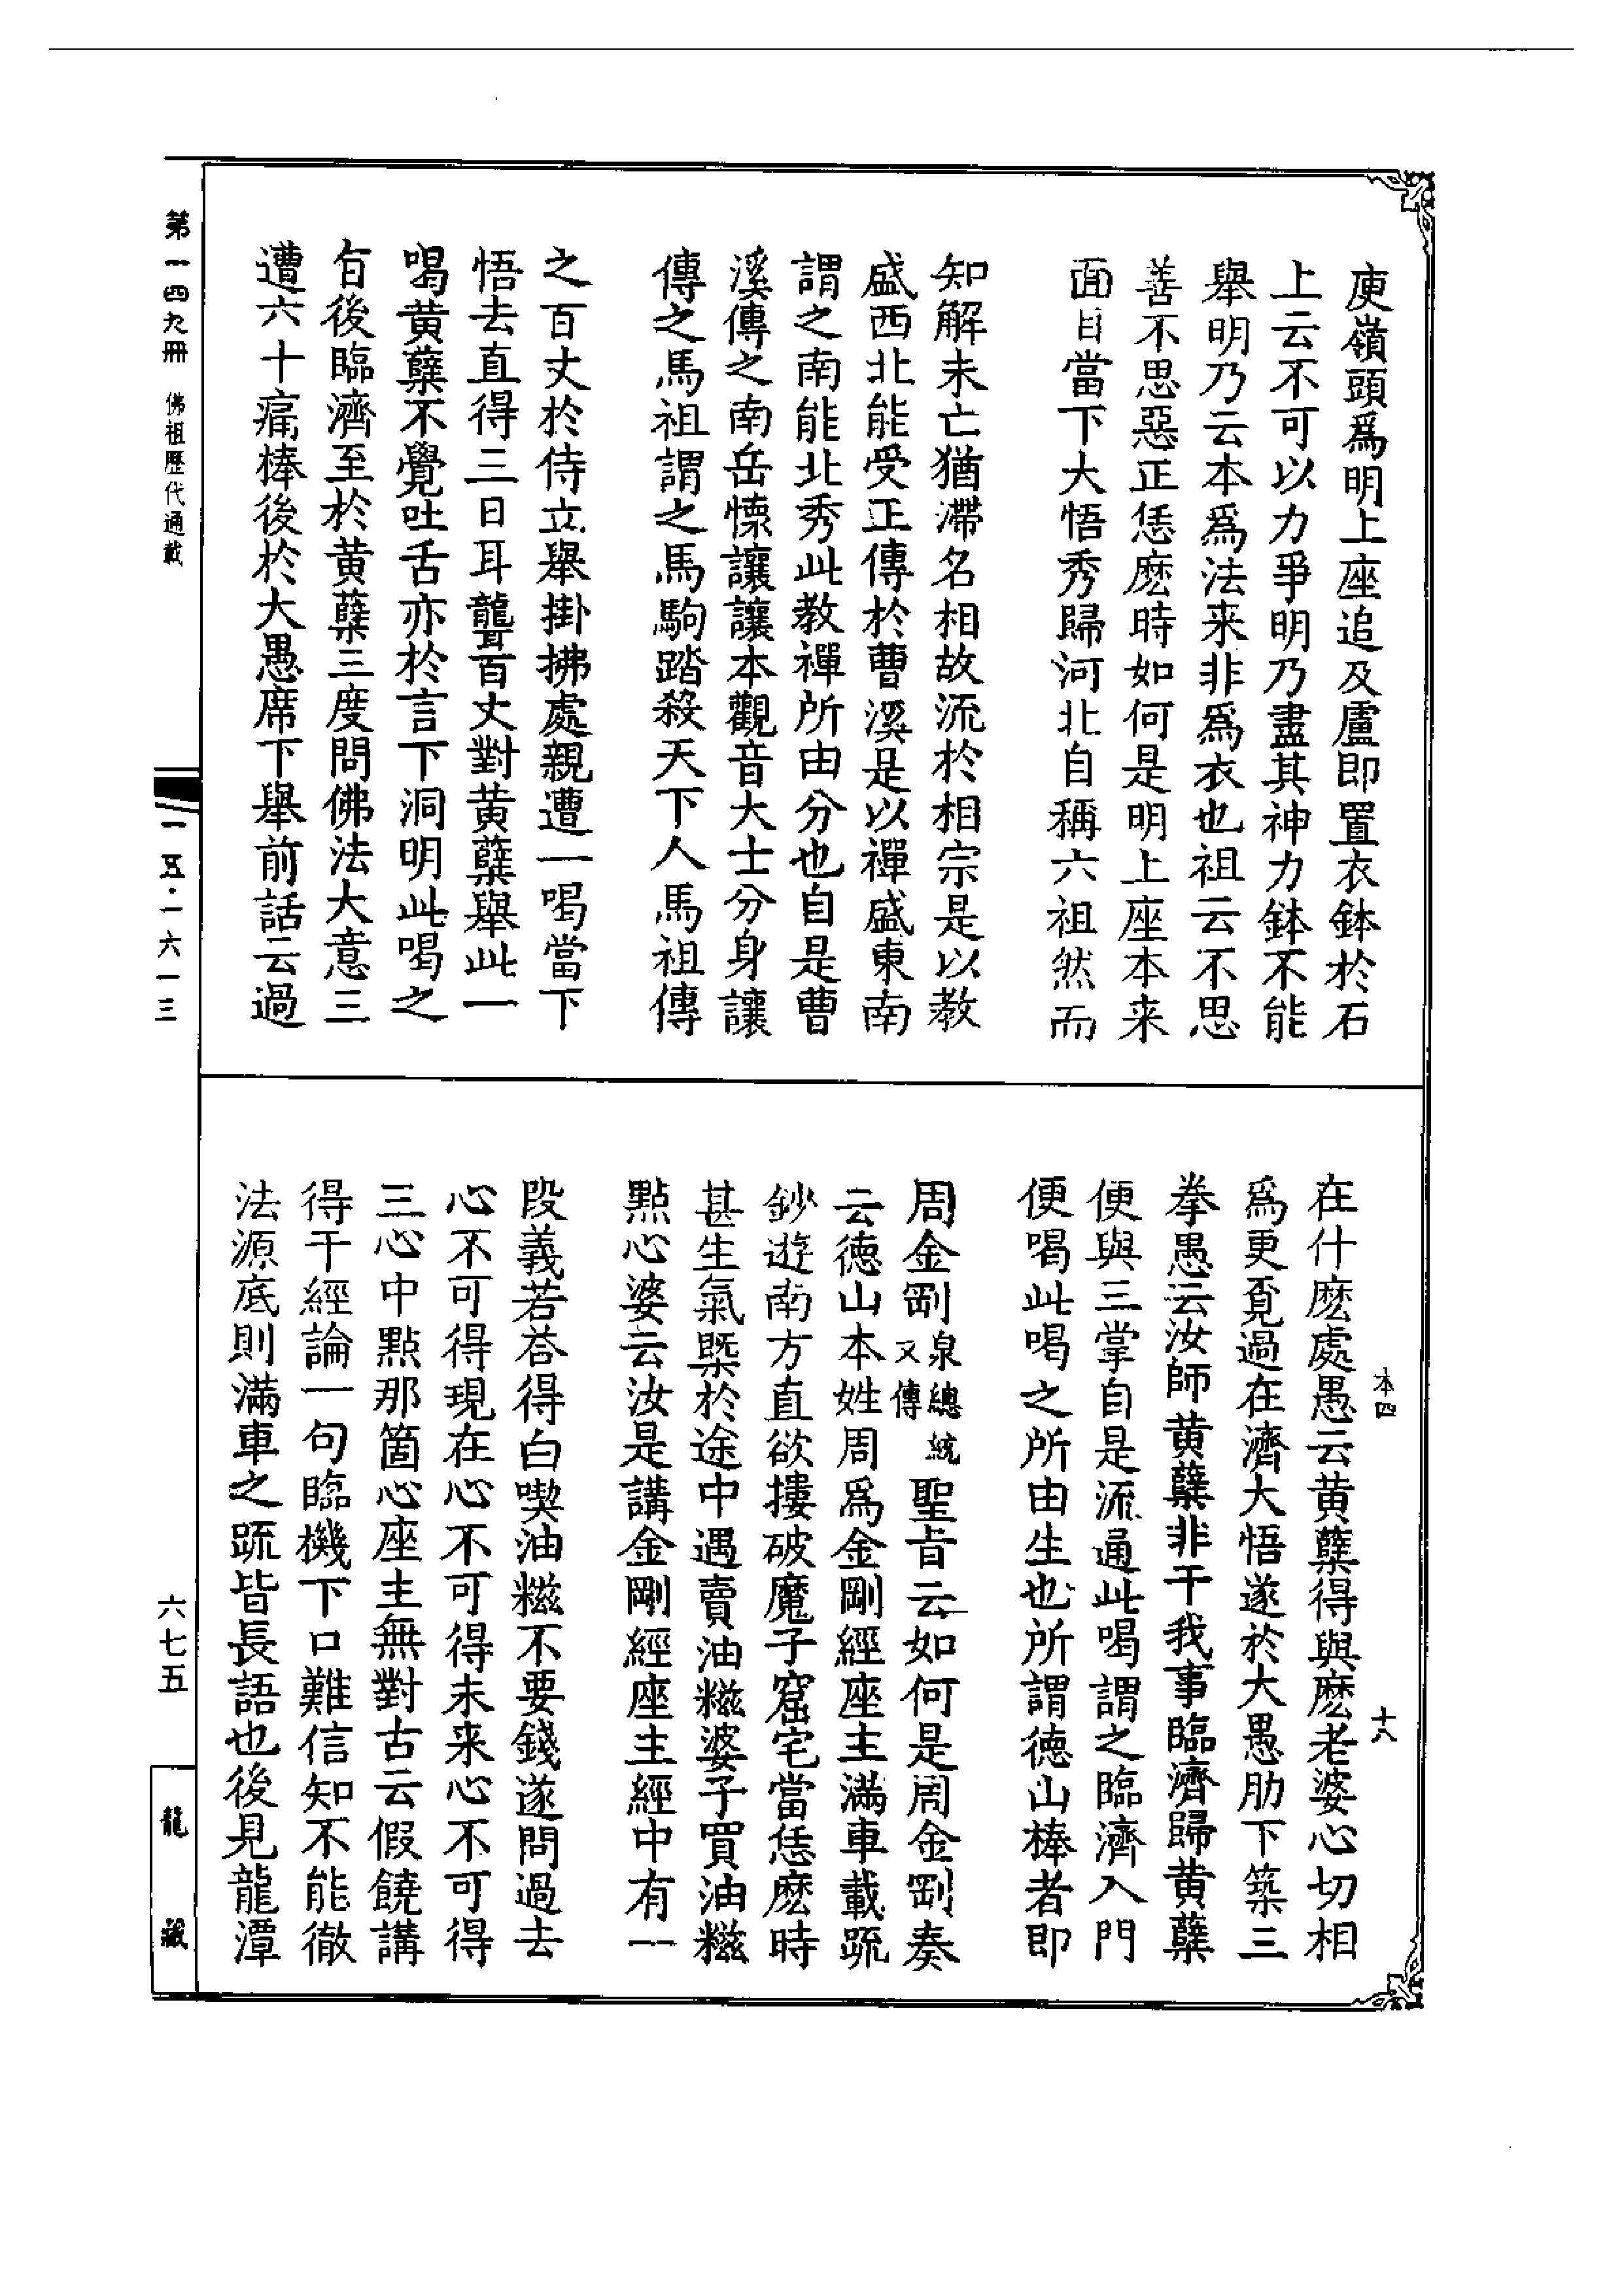 庾嶺頭爲明上座追及盧即置衣鉢於石
上云不可以力爭明乃盡其神力鉢不能
舉明乃云本爲法来非爲衣也祖云不思
善不思惡正恁麽時如何是明上座本来
面目當下大悟秀歸河北自稱六祖然而
知解未亡猶滯名相故流於相宗是以教
盛西北能受正傳於曹溪是以禪盛東南
謂之南能北秀此教禪所由分也自是曹
溪傳之南岳懷讓讓本觀音大士分身讓
傳之馬祖謂之馬駒踏殺天下人馬祖傳
之百丈於侍立舉掛拂處親遭一喝當下
悟去直得三日耳聾百丈對黄蘖舉此一
喝黄蘖不覺吐舌亦於言下洞明此喝之
旨後臨濟至於黄蘖三度問佛法大意三
遭六十痛棒後於大愚席下舉前話云過
第一四九冊 佛祖歷代通載
一五·一六一三
本四 十八
在什麽處愚云黄蘖得與麽老婆心切相
爲更覔過在濟大悟遂於大愚肋下築三
拳愚云汝師黄蘖非干我事臨濟歸黄蘖
便與三掌自是流通此喝謂之臨濟入門
便喝此喝之所由生也所謂德山棒者即
周金剛泉總統又傳聖旨云如何是周金剛奏
云德山本姓周爲金剛經座主滿車載疏
鈔遊南方直欲摟破魔子窟宅當恁麽時
甚生氣槩於途中遇賣油糍婆子買油糍
點心婆云汝是講金剛經座主經中有一
段義若荅得白喫油糍不要錢遂問過去
心不可得現在心不可得未来心不可得
三心中點那箇心座主無對古云假饒講
得千經論一句臨機下口難信知不能徹
法源底則滿車之疏皆長語也後見龍潭
六七五
龍藏